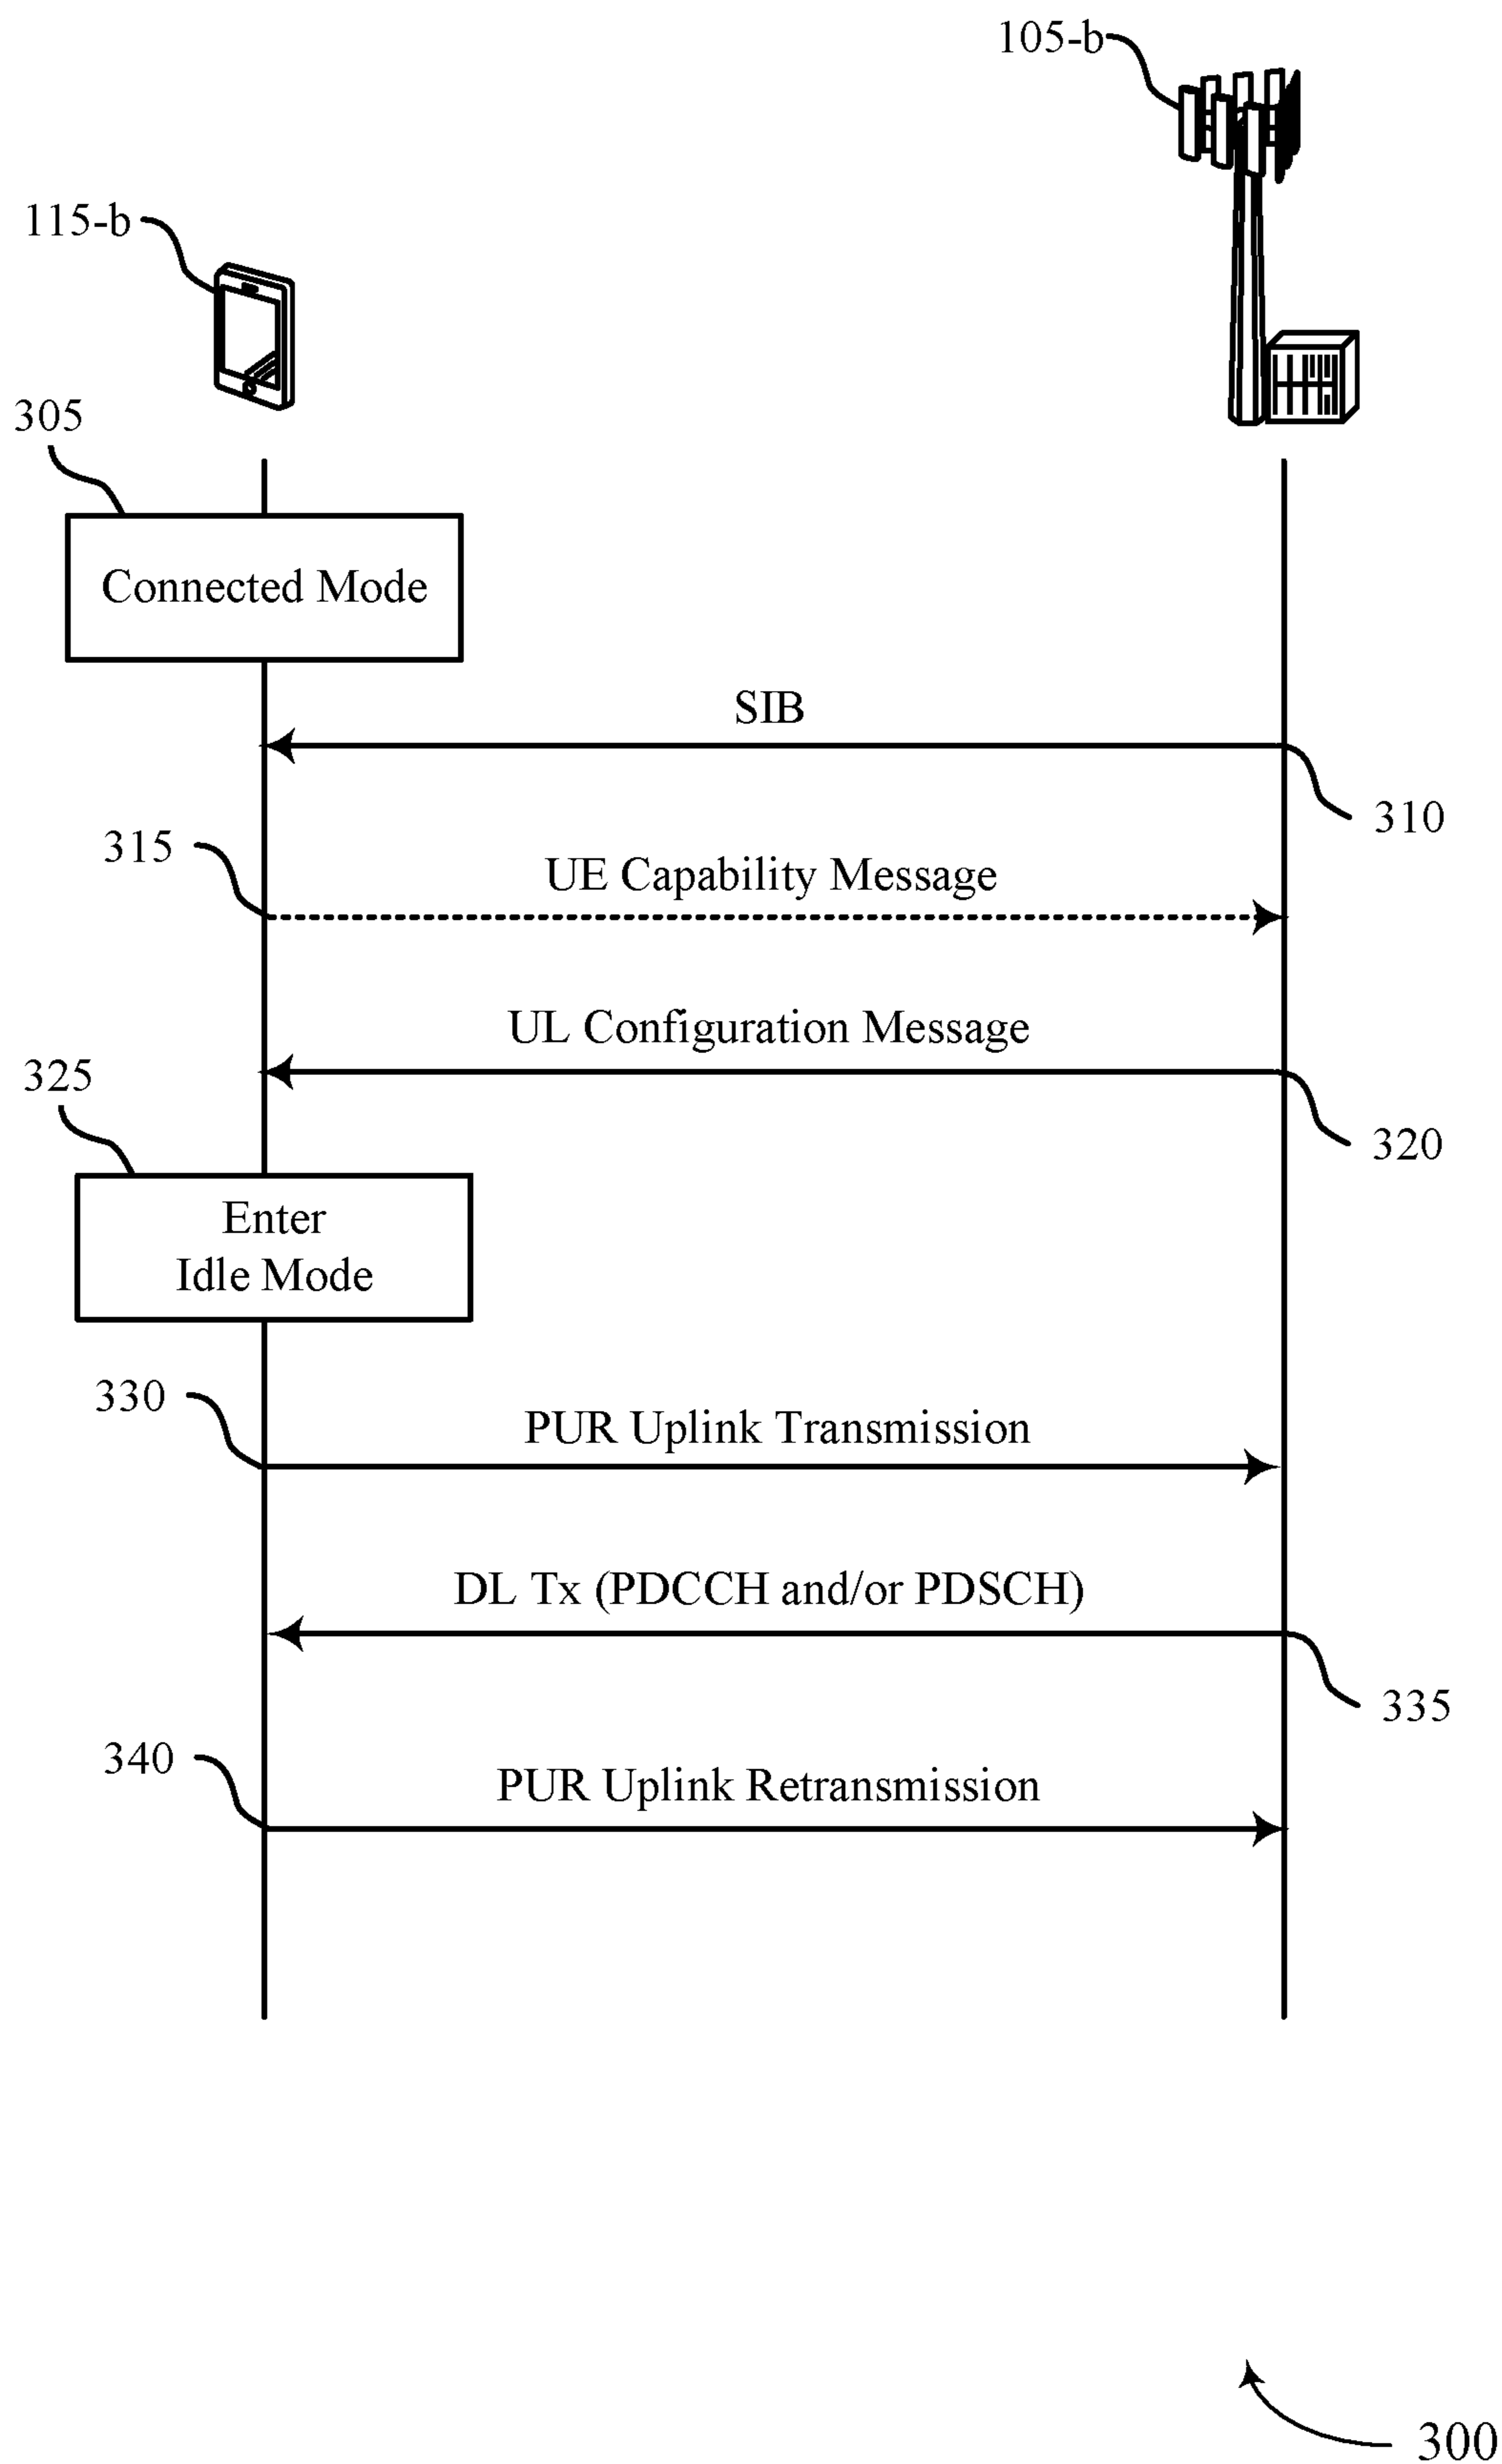 105-b
115-b
305
Connected Mode
SIB
310
315
UE Capability Message
UL Configuration Message
325
320
Enter
Idle Mode
330
PUR Uplink Transmission
DL Tx (PDCCH and/or PDSCH)
335
340
PUR Uplink Retransmission
300